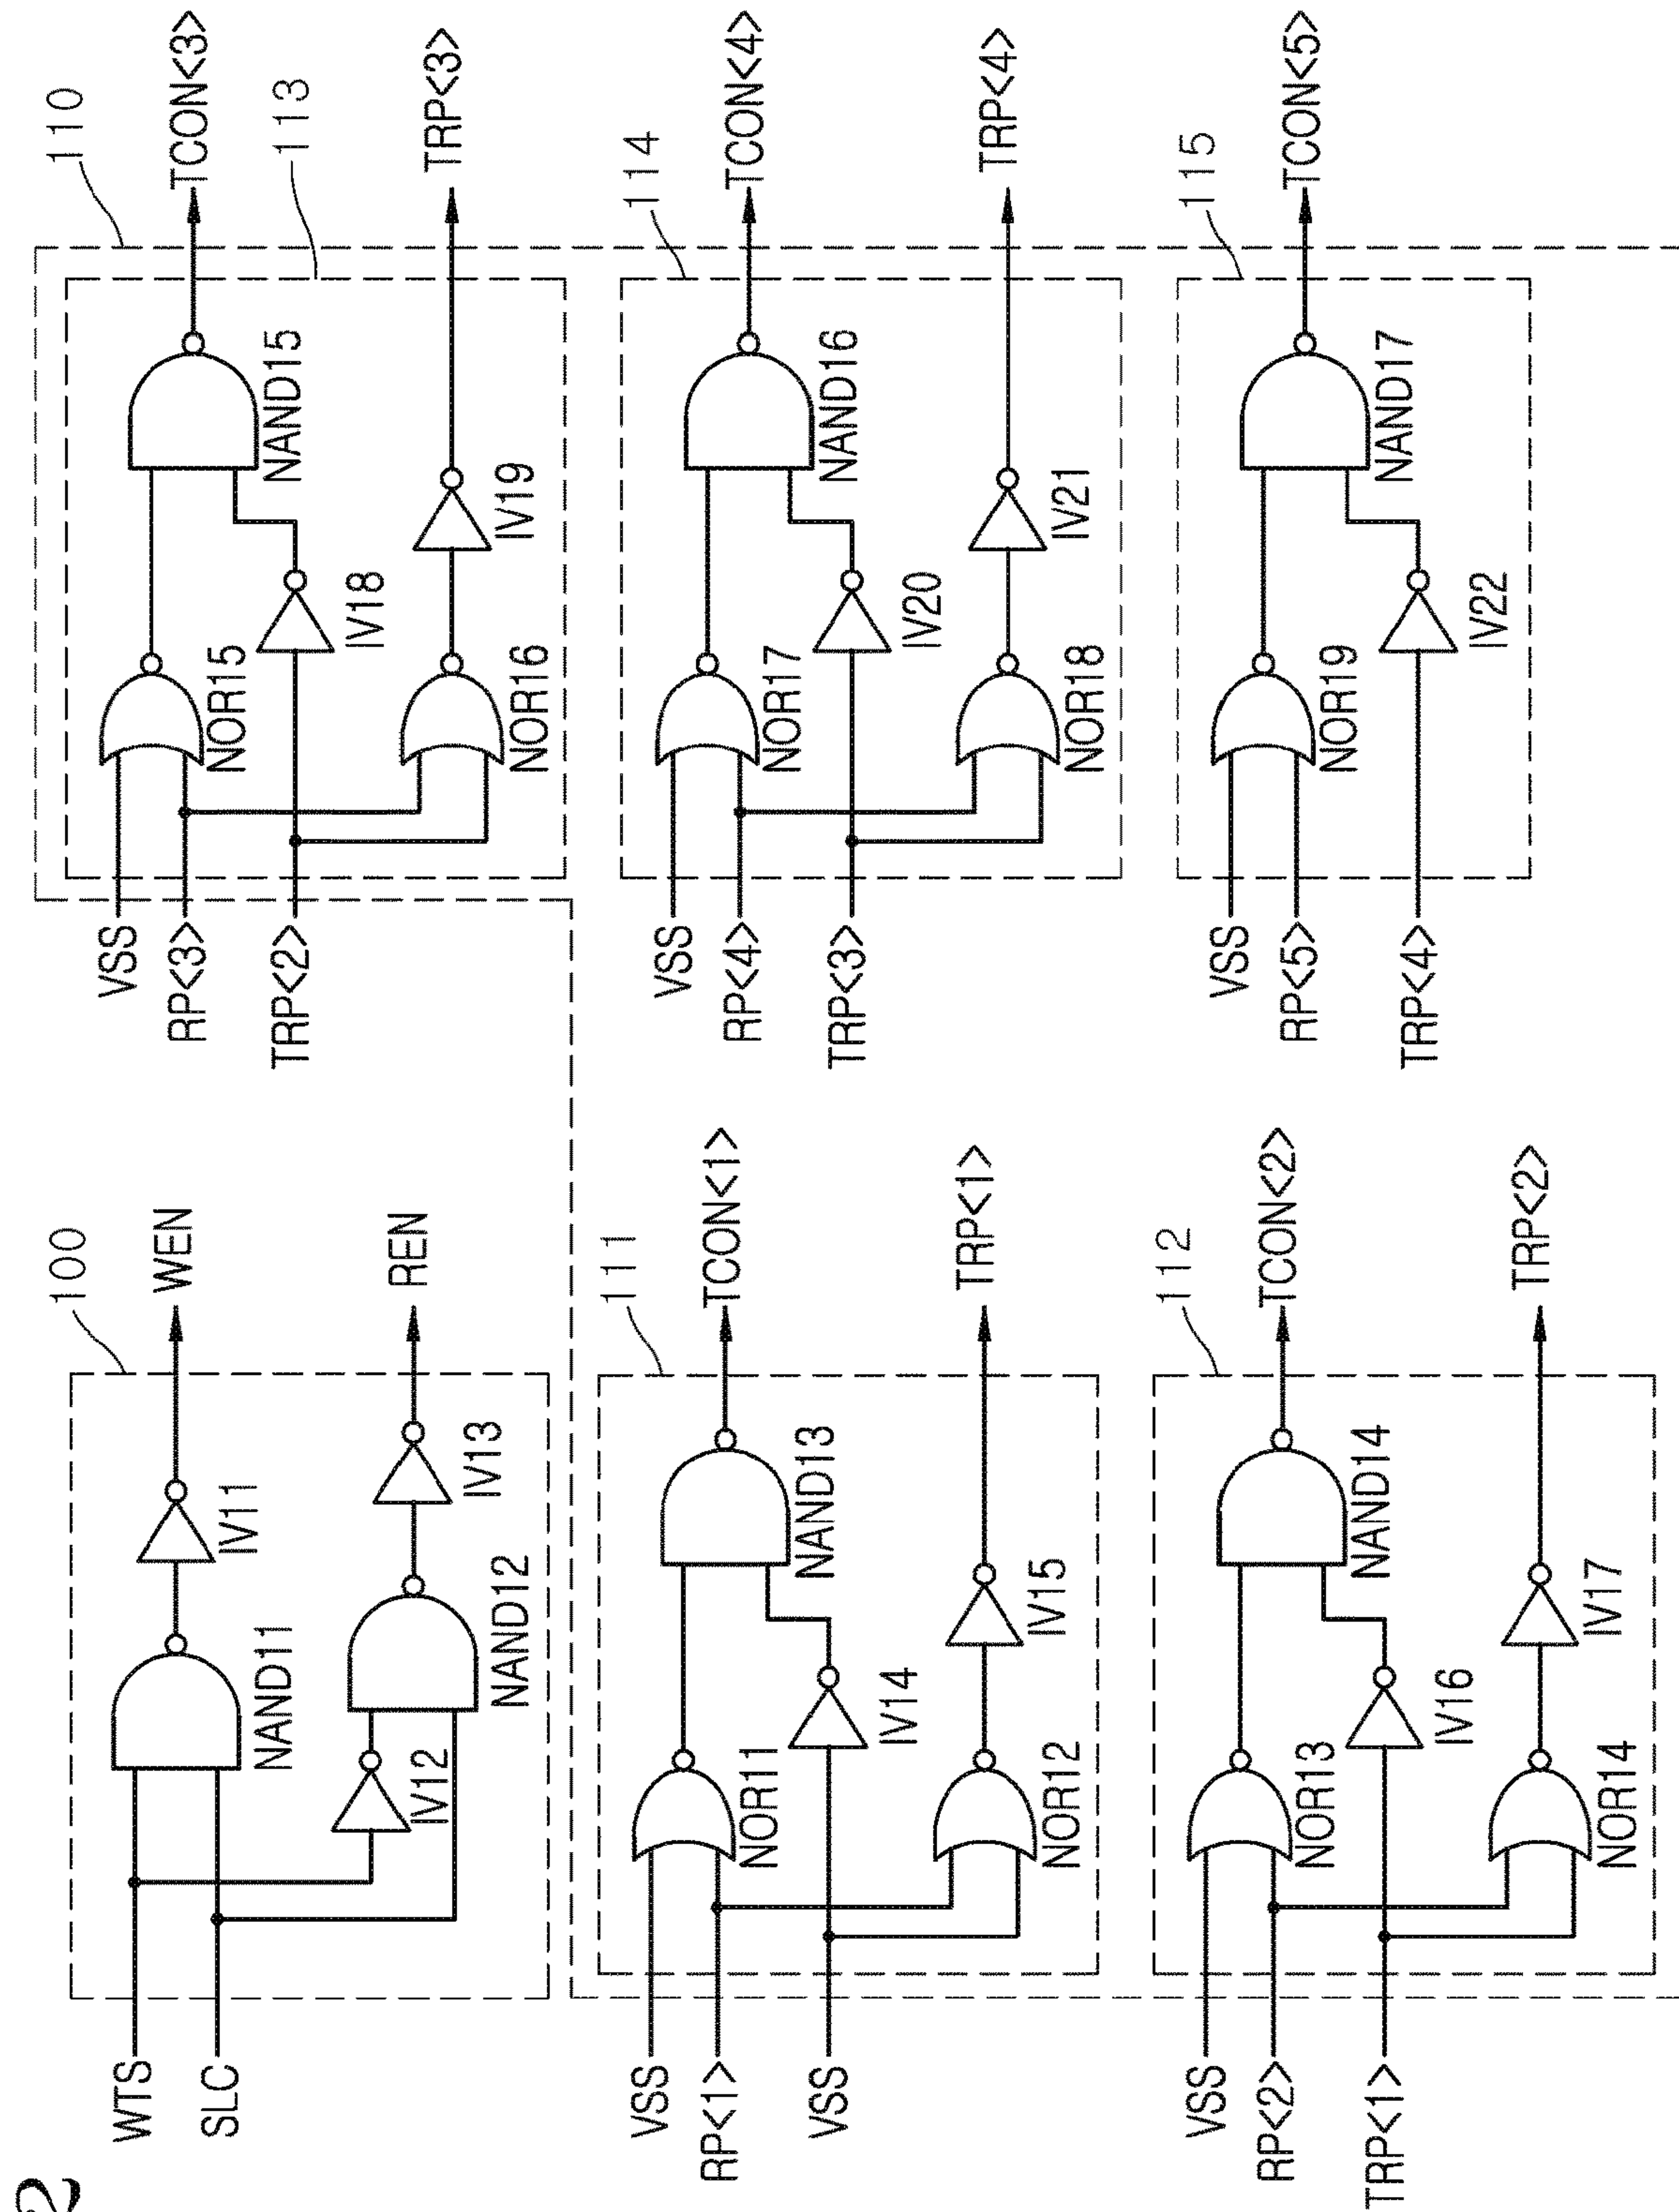 2
100
WTS
SLC
NAND11
IV11
WEN
IV12
NAND12
IV13
REN
110
111
VSS
RP<1>
VSS
NOR11
IV14
NAND13
TCON<1>
NOR12
IV15
TRP<1>
112
VSS
RP<2>
TRP<1>
NOR13
IV16
NAND14
TCON<2>
NOR14
IV17
TRP<2>
113
VSS
RP<3>
TRP<2>
NOR15
IV18
NAND15
TCON<3>
NOR16
IV19
TRP<3>
114
VSS
RP<4>
TRP<3>
NOR17
IV20
NAND16
TCON<4>
NOR18
IV21
TRP<4>
115
VSS
RP<5>
TRP<4>
NOR19
IV22
NAND17
TCON<5>